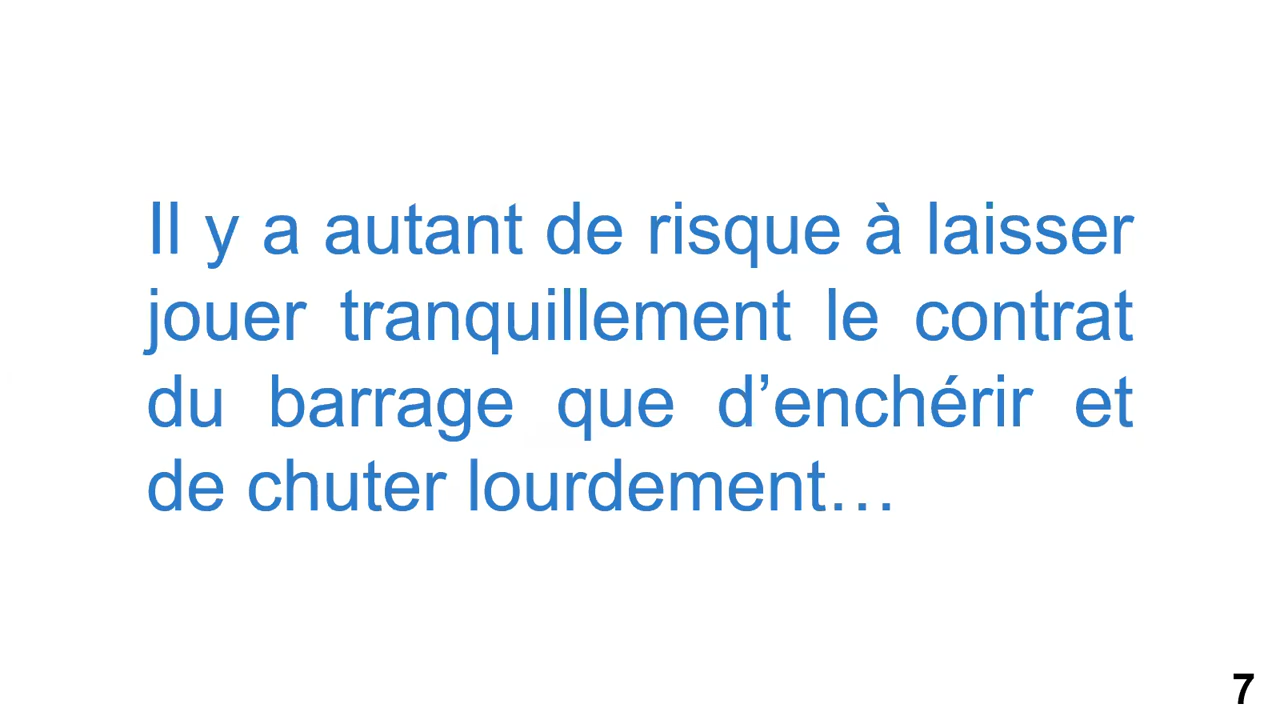 Il y a autant de risque à laisser
jouer tranquillement le contrat
du barrage que d’enchérir et
de chuter lourdement…
7